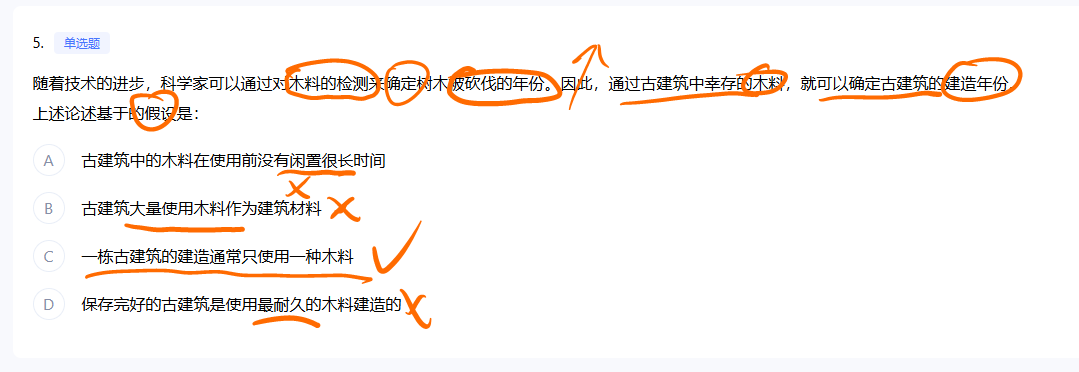 5. 单选题
随着技术的进步，科学家可以通过对木料的检测来确定树木被砍伐的年份。因此，通过古建筑中幸存的木料，就可以确定古建筑的建造年份。
上述论述基于的假设是：
A 古建筑中的木料在使用前没有闲置很长时间
B 古建筑大量使用木料作为建筑材料
C 一栋古建筑的建造通常只使用一种木料
D 保存完好的古建筑是使用最耐久的木料建造的